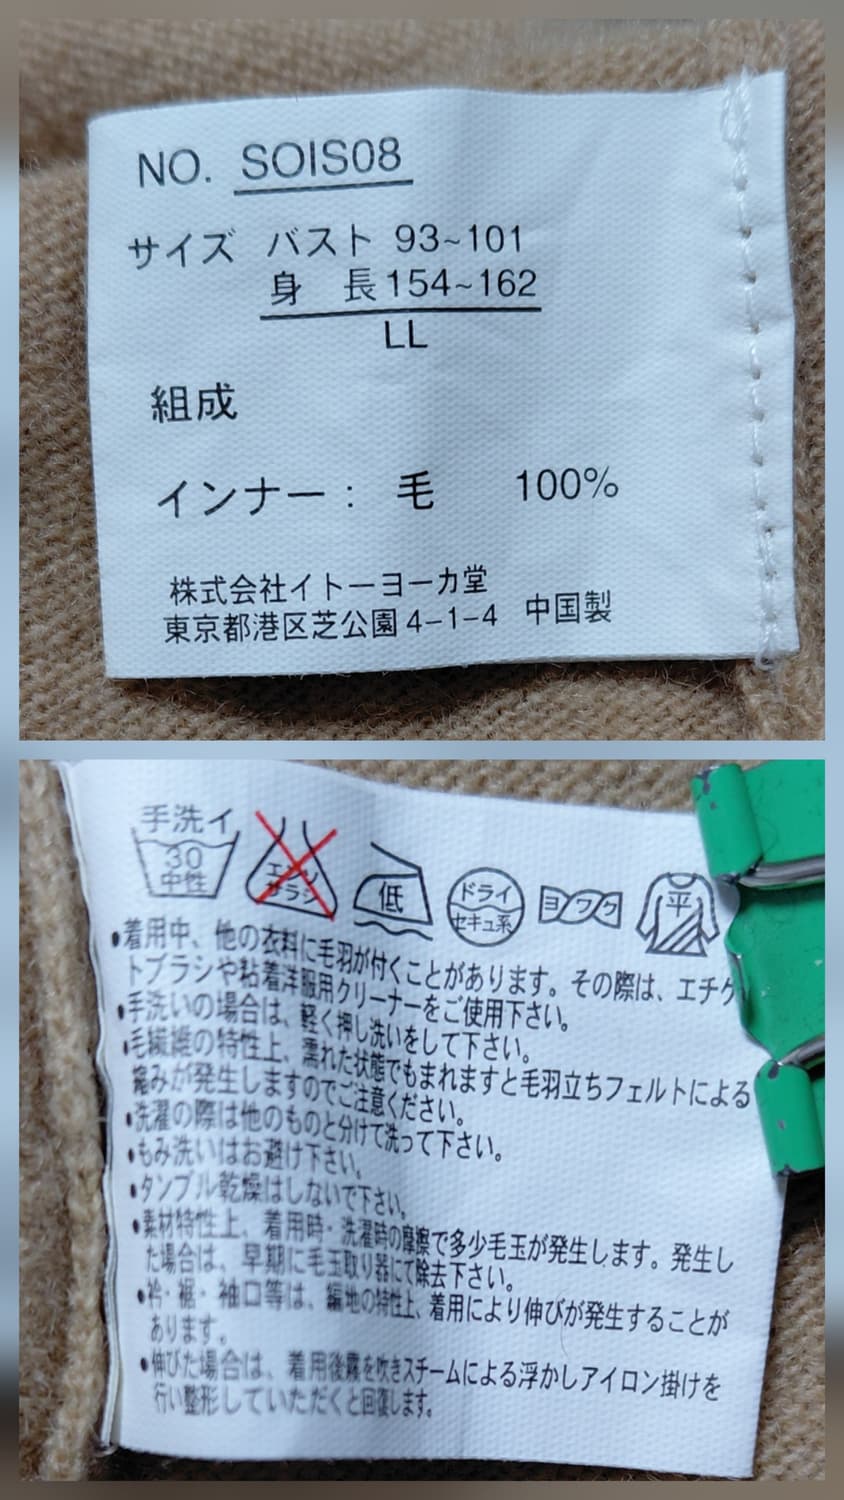 NO. SOIS08
サイズ バスト 93~101
身 長 154~162
LL
組成
インナー： 毛 100%
株式会社イトーヨーカ堂
東京都港区芝公園 4-1-4 中国製
手洗イ
30
中性
エンソ
サラシ
低
ドライ
セキュ系
ヨワク
平
•着用中、他の衣料に毛羽が付くことがあります。その際は、エチケ
トブラシや粘着洋服用クリーナーをご使用下さい。
•手洗いの場合は、軽く押し洗いをして下さい。
•毛繊維の特性上、濡れた状態でもまれますと毛羽立ちフェルトによる
縮みが発生しますのでご注意ください。
•洗濯の際は他のものと分けて洗って下さい。
•もみ洗いはお避け下さい。
•タンブル乾燥はしないで下さい。
•素材特性上、着用時・洗濯時の摩擦で多少毛玉が発生します。発生し
た場合は、早期に毛玉取り器にて除去下さい。
•衿・裾・袖口等は、編地の特性上、着用により伸びが発生することが
あります。
•伸びた場合は、着用後霧を吹きスチームによる浮かしアイロン掛けを
行い整形していただくと回復します。